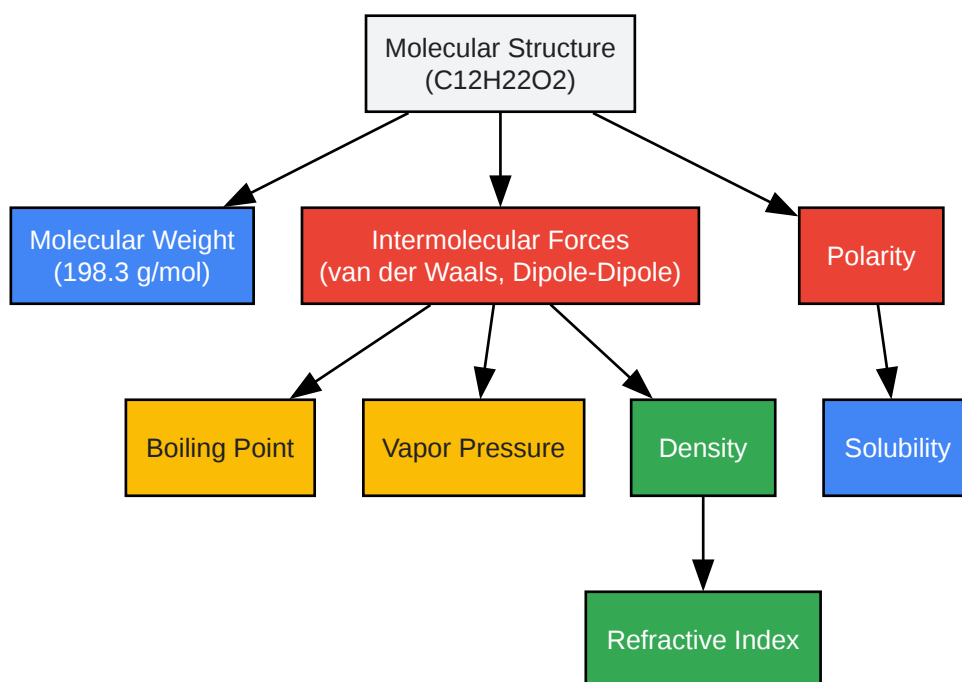 Molecular Structure
(C12H22O2)
Molecular Weight
(198.3 g/mol)
Intermolecular Forces
(van der Waals, Dipole-Dipole)
Polarity
Boiling Point
Vapor Pressure
Density
Solubility
Refractive Index